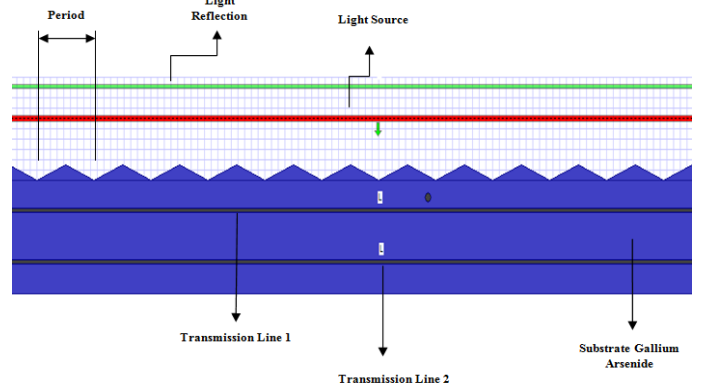 Light
Period
Reflection
Light Source
L
L
Transmission Line 1
Substrate Gallium
Arsenide
Transmission Line 2